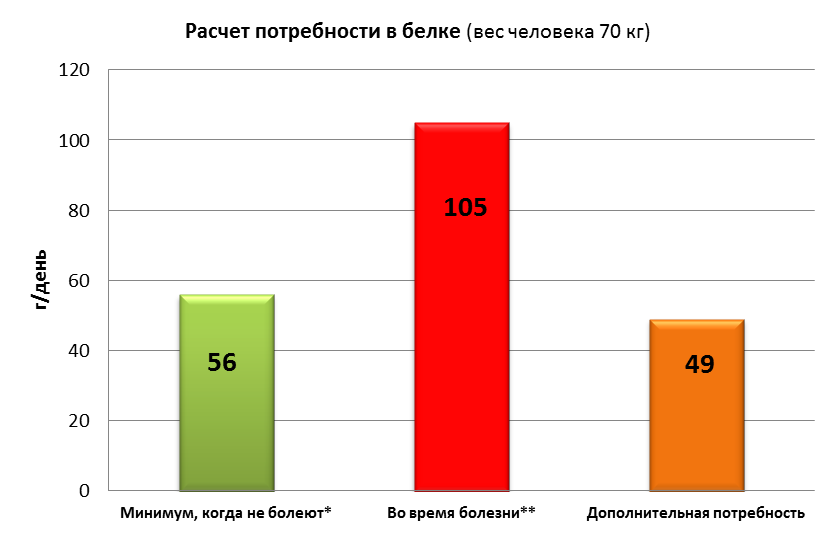 Расчет потребности в белке (вес человека 70 кг)
г/день
120
100
80
60
40
20
0
56
105
49
Минимум, когда не болеют*
Во время болезни**
Дополнительная потребность